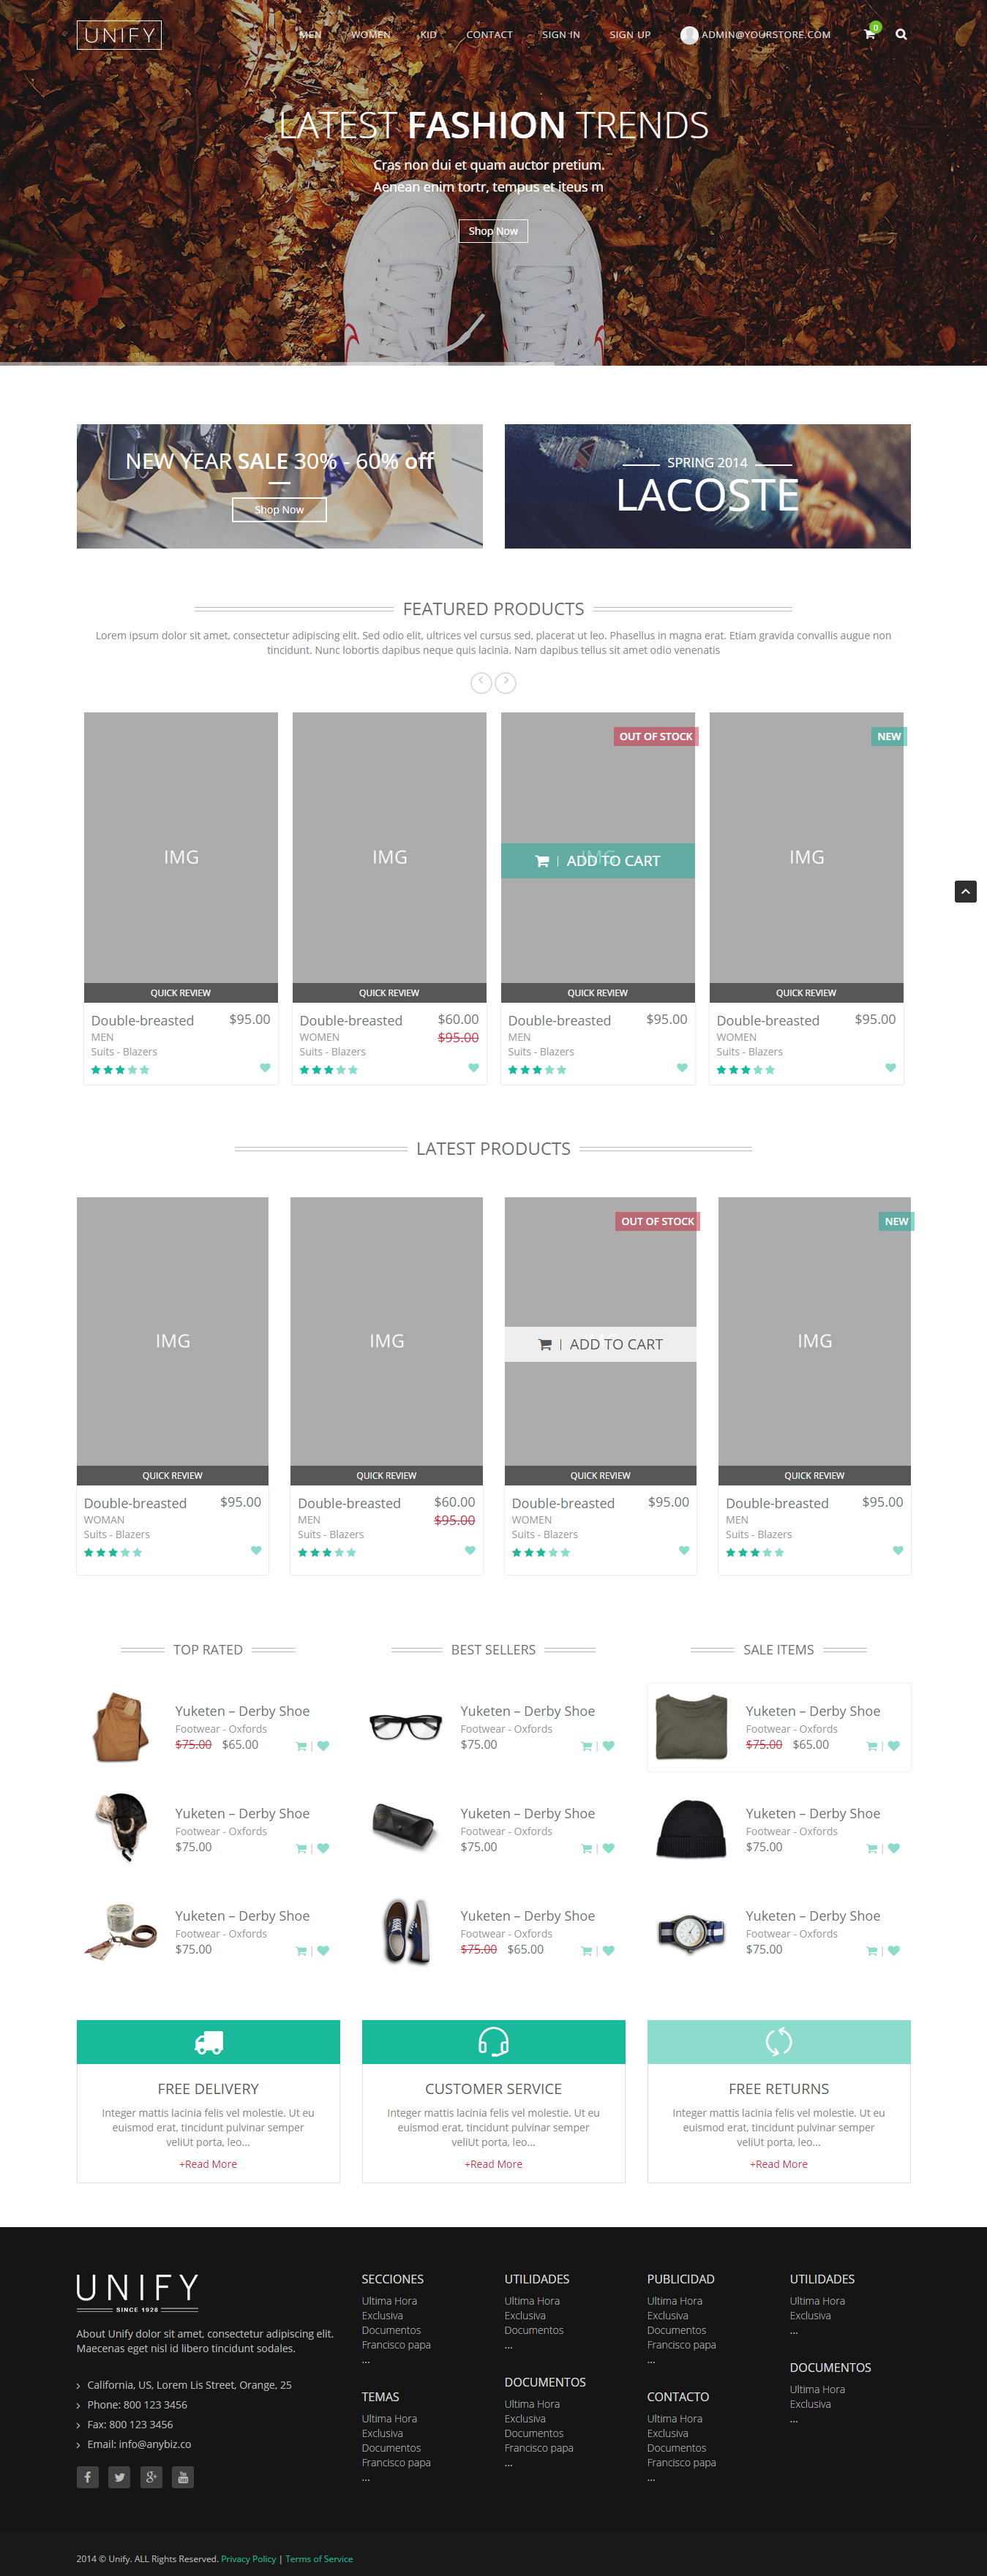 UNIFY
MEN WOMEN KID CONTACT SIGN IN SIGN UP ADMIN@YOURSTORE.COM 0
LATEST FASHION TRENDS
Cras non dui et quam auctor pretium.
Aenean enim tortr, tempus et iteus m
Shop Now
NEW YEAR SALE 30% - 60% off
Shop Now
SPRING 2014
LACOSTE
FEATURED PRODUCTS
Lorem ipsum dolor sit amet, consectetur adipiscing elit. Sed odio elit, ultrices vel cursus sed, placerat ut leo. Phasellus in magna erat. Etiam gravida convallis augue non
tincidunt. Nunc lobortis dapibus neque quis lacinia. Nam dapibus tellus sit amet odio venenatis
IMG
QUICK REVIEW
Double-breasted $95.00
MEN
Suits - Blazers
IMG
QUICK REVIEW
Double-breasted $60.00
WOMEN $95.00
Suits - Blazers
OUT OF STOCK
IMG
ADD TO CART
QUICK REVIEW
Double-breasted $95.00
MEN
Suits - Blazers
NEW
IMG
QUICK REVIEW
Double-breasted $95.00
WOMEN
Suits - Blazers
LATEST PRODUCTS
IMG
QUICK REVIEW
Double-breasted $95.00
WOMAN
Suits - Blazers
IMG
QUICK REVIEW
Double-breasted $60.00
MEN $95.00
Suits - Blazers
OUT OF STOCK
| ADD TO CART
QUICK REVIEW
Double-breasted $95.00
WOMEN
Suits - Blazers
NEW
IMG
QUICK REVIEW
Double-breasted $95.00
MEN
Suits - Blazers
TOP RATED
Yuketen – Derby Shoe
Footwear - Oxfords
$75.00 $65.00 |
Yuketen – Derby Shoe
Footwear - Oxfords
$75.00 |
Yuketen – Derby Shoe
Footwear - Oxfords
$75.00 |
BEST SELLERS
Yuketen – Derby Shoe
Footwear - Oxfords
$75.00 |
Yuketen – Derby Shoe
Footwear - Oxfords
$75.00 |
Yuketen – Derby Shoe
Footwear - Oxfords
$75.00 $65.00 |
SALE ITEMS
Yuketen – Derby Shoe
Footwear - Oxfords
$75.00 $65.00 |
Yuketen – Derby Shoe
Footwear - Oxfords
$75.00 |
Yuketen – Derby Shoe
Footwear - Oxfords
$75.00 |
FREE DELIVERY
Integer mattis lacinia felis vel molestie. Ut eu
euismod erat, tincidunt pulvinar semper
veliUt porta, leo...
+Read More
CUSTOMER SERVICE
Integer mattis lacinia felis vel molestie. Ut eu
euismod erat, tincidunt pulvinar semper
veliUt porta, leo...
+Read More
FREE RETURNS
Integer mattis lacinia felis vel molestie. Ut eu
euismod erat, tincidunt pulvinar semper
veliUt porta, leo...
+Read More
UNIFY
SINCE 1928
About Unify dolor sit amet, consectetur adipiscing elit.
Maecenas eget nisl id libero tincidunt sodales.
California, US, Lorem Lis Street, Orange, 25
Phone: 800 123 3456
Fax: 800 123 3456
Email: info@anybiz.co
SECCIONES
Ultima Hora
Exclusiva
Documentos
Francisco papa
...
TEMAS
Ultima Hora
Exclusiva
Documentos
Francisco papa
...
UTILIDADES
Ultima Hora
Exclusiva
Documentos
...
DOCUMENTOS
Ultima Hora
Exclusiva
Documentos
Francisco papa
...
PUBLICIDAD
Ultima Hora
Exclusiva
Documentos
Francisco papa
...
CONTACTO
Ultima Hora
Exclusiva
Documentos
Francisco papa
...
UTILIDADES
Ultima Hora
Exclusiva
...
DOCUMENTOS
Ultima Hora
Exclusiva
...
2014 © Unify. ALL Rights Reserved. Privacy Policy | Terms of Service